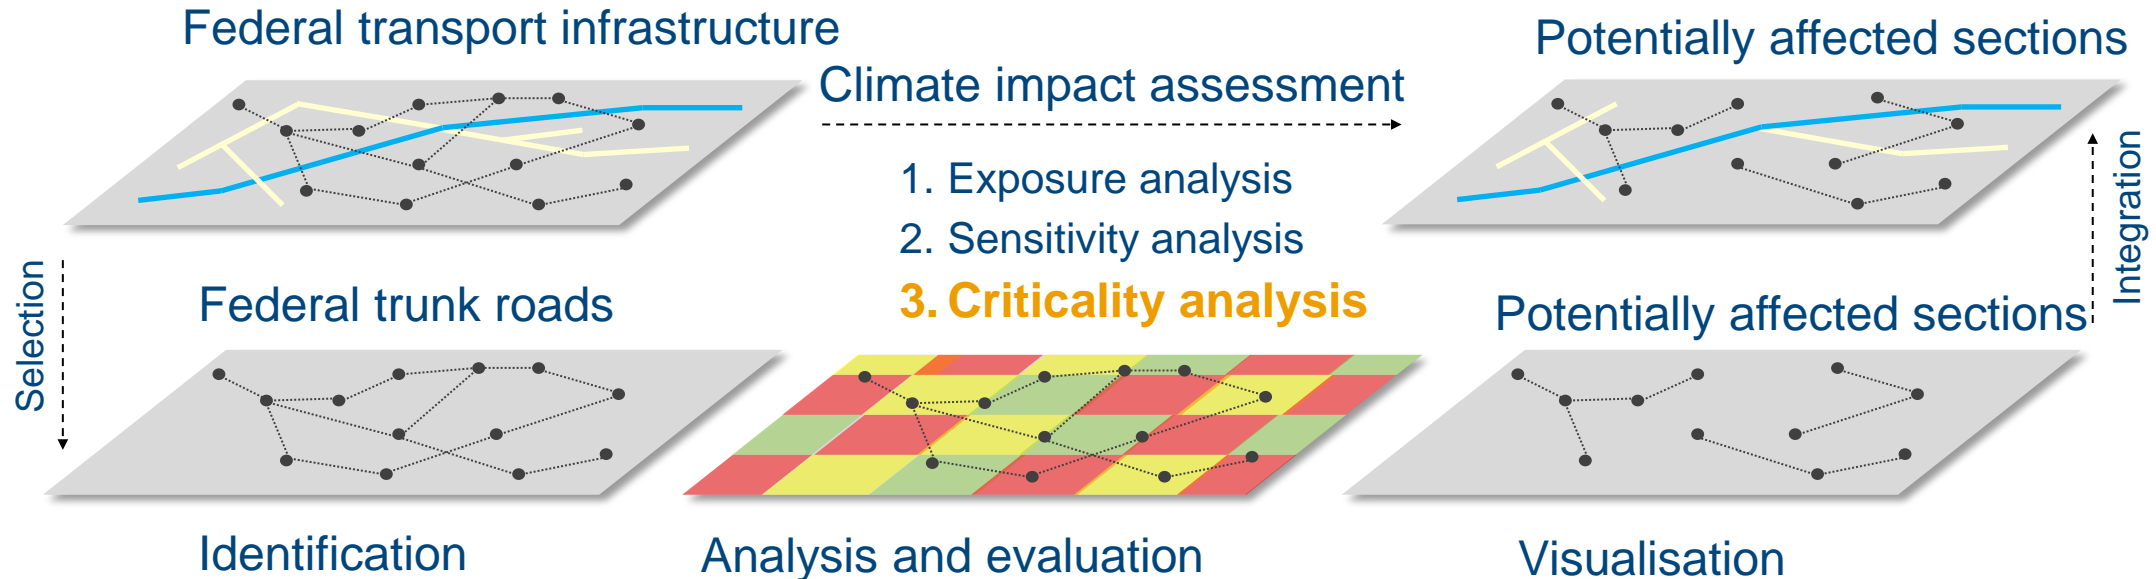 Federal transport infrastructure
Climate impact assessment
Potentially affected sections
1. Exposure analysis
2. Sensitivity analysis
3. Criticality analysis
Selection
Federal trunk roads
Potentially affected sections
Integration
Identification
Analysis and evaluation
Visualisation